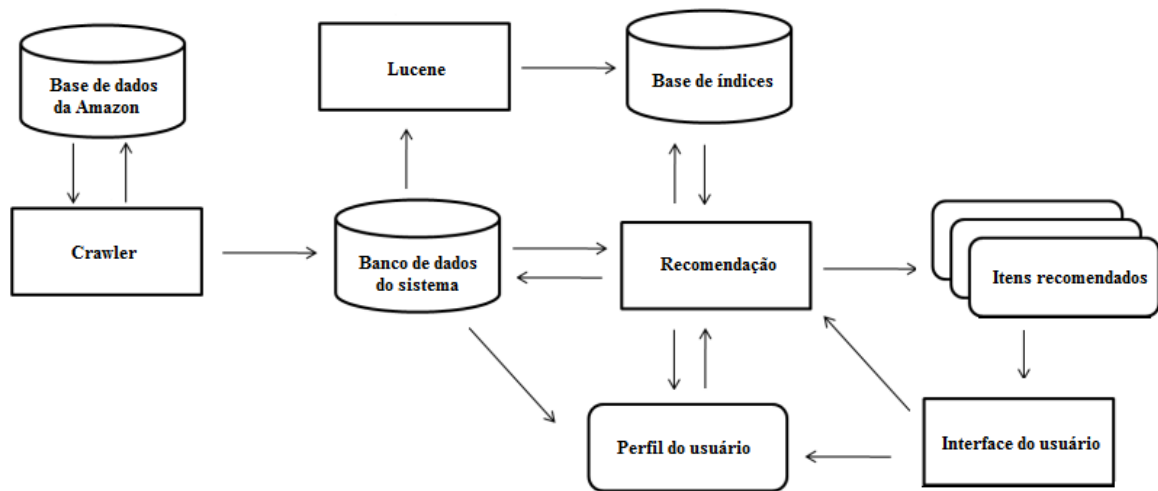 Base de dados
da Amazon
Lucene
Base de índices
Crawler
Banco de dados
do sistema
Recomendação
Itens recomendados
Perfil do usuário
Interface do usuário